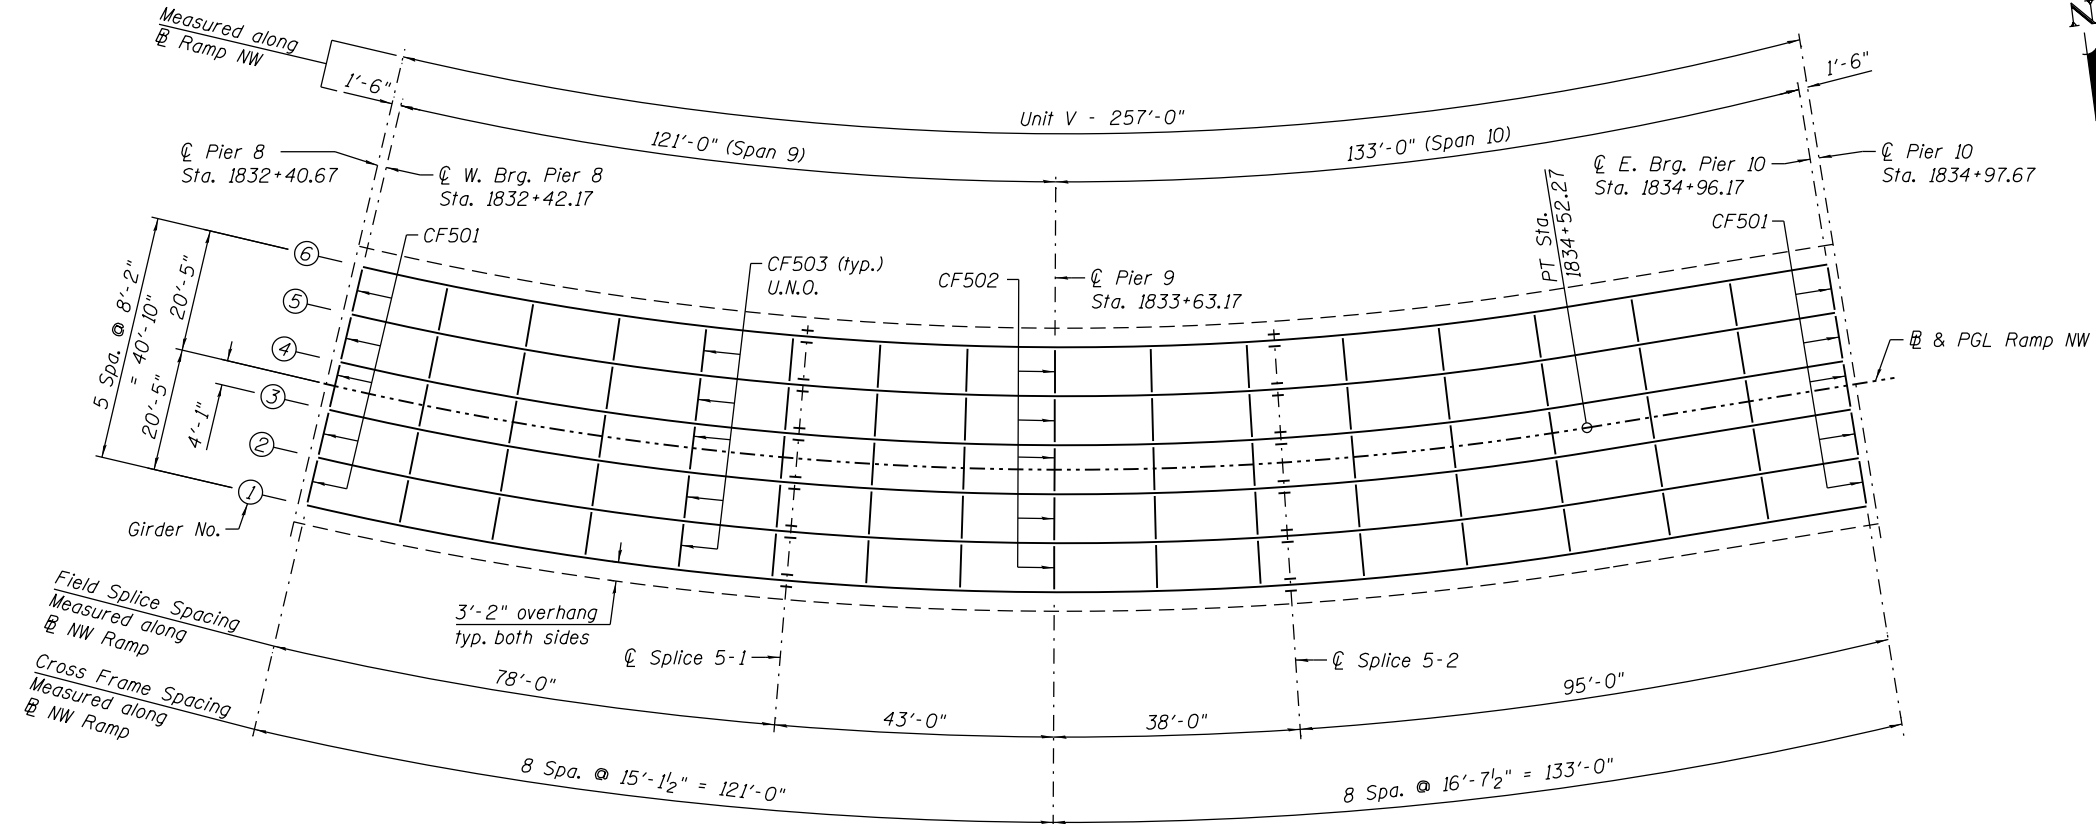 Measured along
℄ Ramp NW
1'-6"
Unit V - 257'-0"
1'-6"
121'-0" (Span 9)
133'-0" (Span 10)
℄ Pier 8
Sta. 1832+40.67
℄ W. Brg. Pier 8
Sta. 1832+42.17
PT Sta.
1834+52.27
℄ E. Brg. Pier 10
Sta. 1834+96.17
℄ Pier 10
Sta. 1834+97.67
N
CF501
CF503 (typ.)
U.N.O.
CF502
℄ Pier 9
Sta. 1833+63.17
CF501
5 Spa. @ 8'-2"
= 40'-10"
20'-5"
20'-5"
4'-1"
6
5
4
3
2
1
Girder No.
B & PGL Ramp NW
3'-2" overhang
typ. both sides
Field Splice Spacing
Measured along
B NW Ramp
Cross Frame Spacing
Measured along
B NW Ramp
℄ Splice 5-1
℄ Splice 5-2
78'-0"
43'-0"
38'-0"
95'-0"
8 Spa. @ 15'-1½" = 121'-0"
8 Spa. @ 16'-7½" = 133'-0"